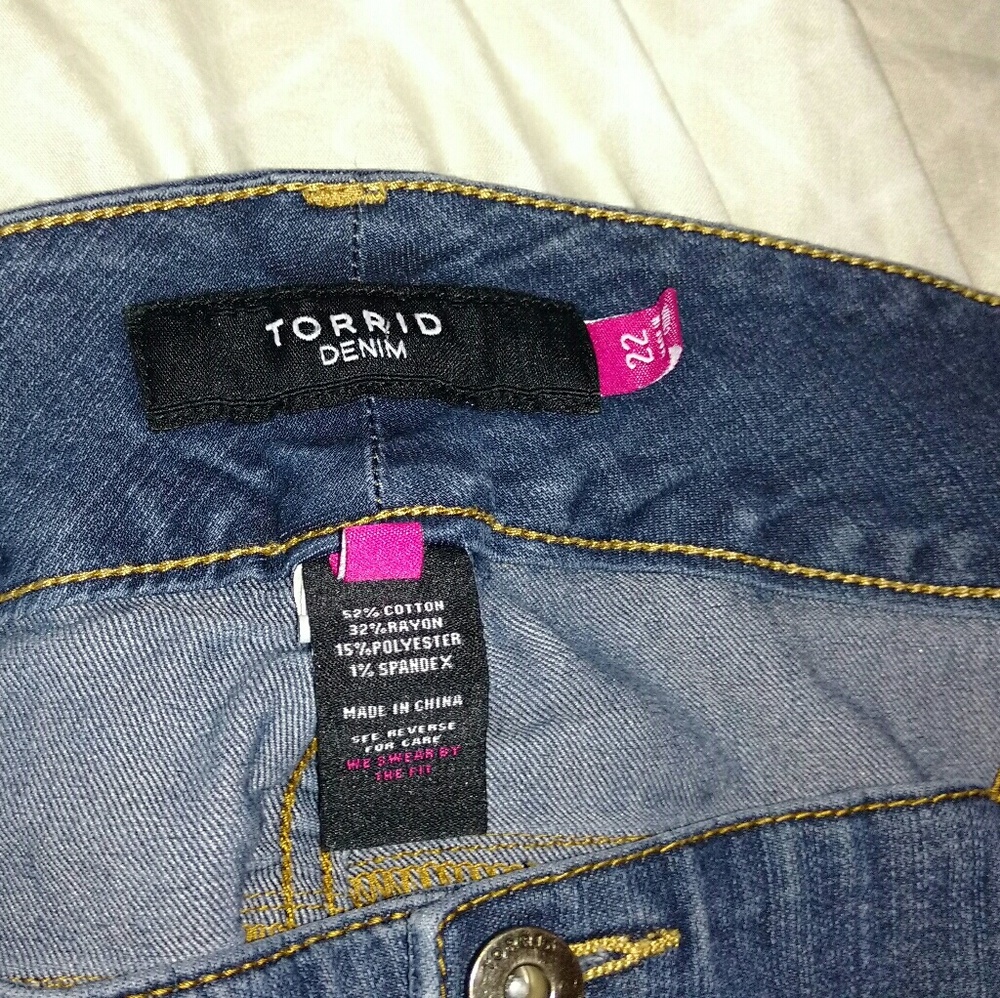 TORRID
DENIM
22
52% COTTON
32% RAYON
15% POLYESTER
1% SPANDEX
MADE IN CHINA
SEE REVERSE
FOR CARE
WE SWEAR BY
THE FIT
TORRID